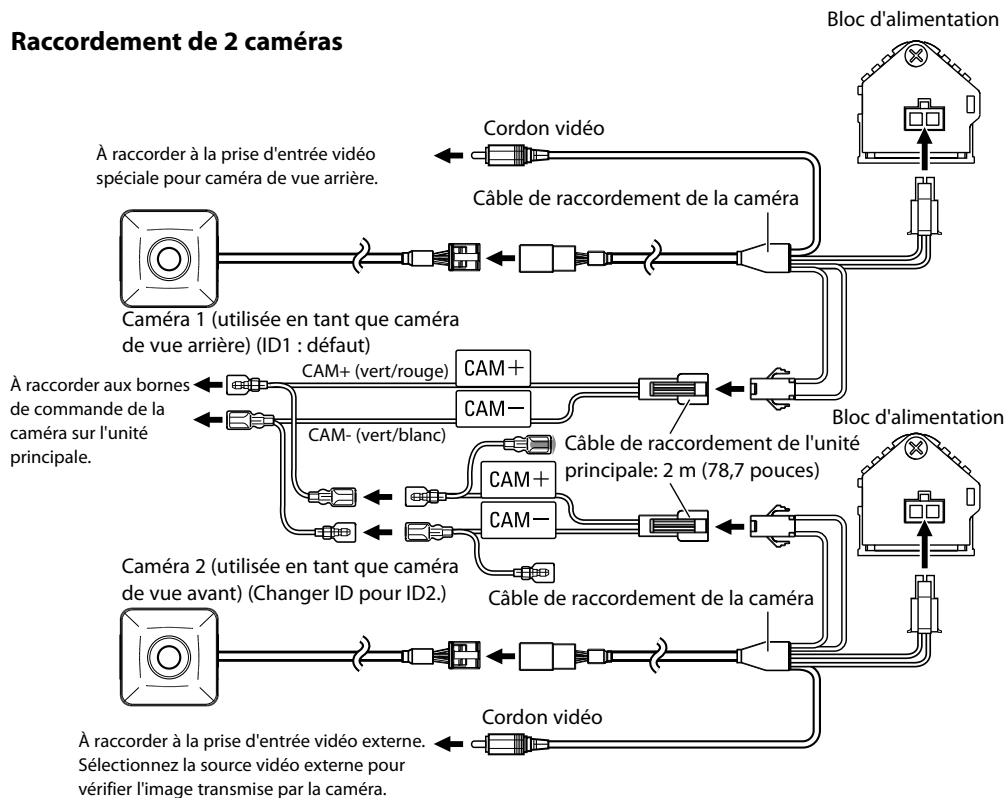 Raccordement de 2 caméras
Bloc d'alimentation
Cordon vidéo
À raccorder à la prise d'entrée vidéo
spéciale pour caméra de vue arrière.
Câble de raccordement de la caméra
Caméra 1 (utilisée en tant que caméra
de vue arrière) (ID1 : défaut)
CAM+ (vert/rouge)
CAM+
À raccorder aux bornes
de commande de la
caméra sur l'unité
principale.
CAM−
CAM- (vert/blanc)
Bloc d'alimentation
Câble de raccordement de l'unité
principale: 2 m (78,7 pouces)
CAM+
CAM−
Caméra 2 (utilisée en tant que caméra
de vue avant) (Changer ID pour ID2.)
Câble de raccordement de la caméra
Cordon vidéo
À raccorder à la prise d'entrée vidéo externe.
Sélectionnez la source vidéo externe pour
vérifier l'image transmise par la caméra.